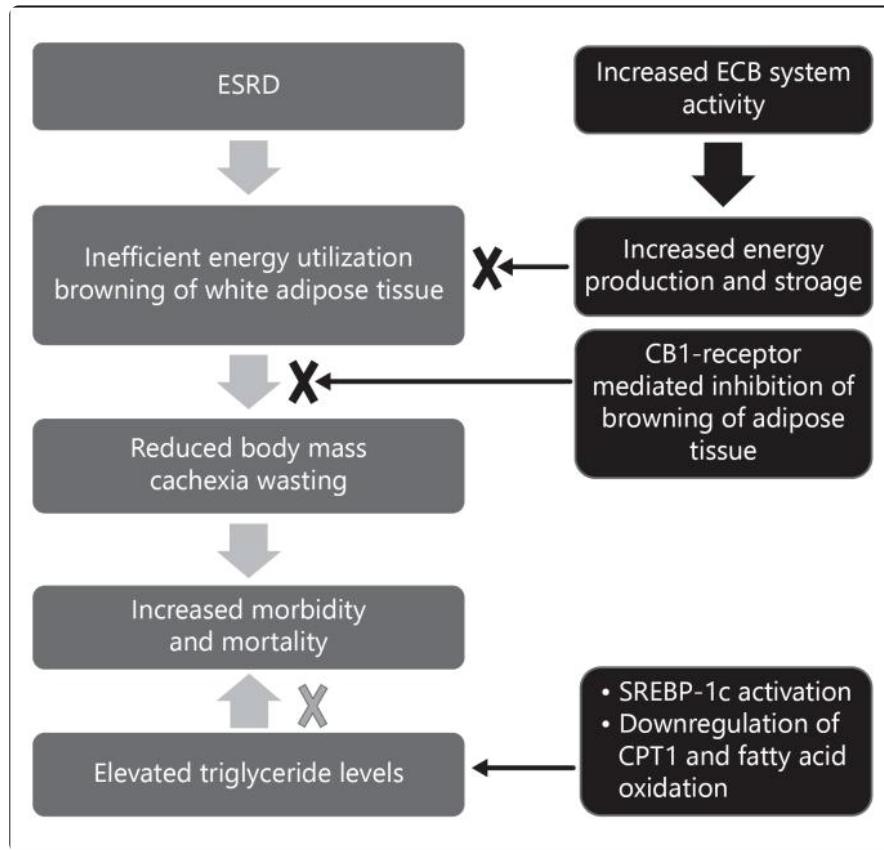 ESRD
Increased ECB system
activity
Inefficient energy utilization
browning of white adipose tissue
X
Increased energy
production and stroage
X
CB1-receptor
mediated inhibition of
browning of adipose
tissue
Reduced body mass
cachexia wasting
Increased morbidity
and mortality
X
• SREBP-1c activation
• Downregulation of
CPT1 and fatty acid
oxidation
Elevated triglyceride levels